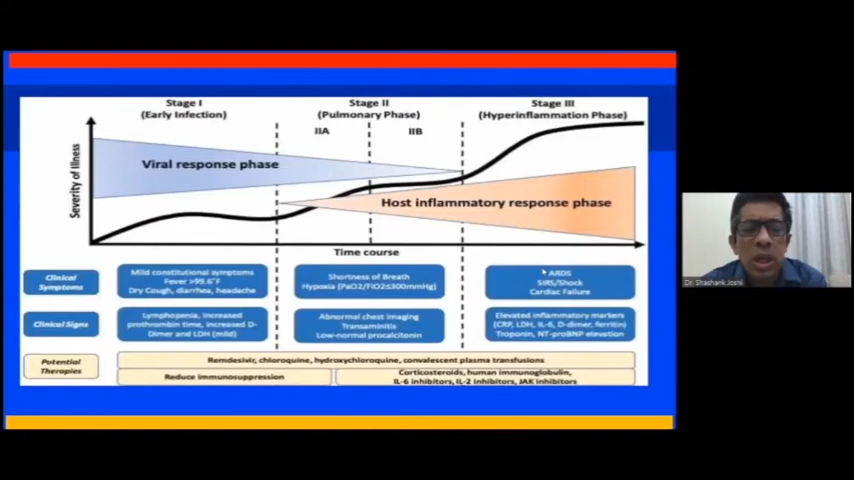 Stage I
(Early Infection)
Stage II
(Pulmonary Phase)
Stage III
(Hyperinflammation Phase)
IIA
IIB
Severity of Illness
Viral response phase
Host inflammatory response phase
Time course
Clinical
Symptoms
Mild constitutional symptoms
Fever >99.6°F
Dry Cough, diarrhea, headache
Shortness of Breath
Hypoxia (PaO2/FiO2≤300mmHg)
ARDS
SIRS/Shock
Cardiac Failure
Clinical Signs
Lymphopenia, increased
prothrombin time, increased D-
Dimer and LDH (mild)
Abnormal chest imaging
Transaminitis
Low-normal procalcitonin
Elevated inflammatory markers
(CRP, LDH, IL-6, D-dimer, ferritin)
Troponin, NT-proBNP elevation
Potential
Therapies
Remdesivir, chloroquine, hydroxychloroquine, convalescent plasma transfusions
Reduce immunosuppression
Corticosteroids, human immunoglobulin,
IL-6 inhibitors, IL-2 inhibitors, JAK inhibitors
Dr. Shashank Joshi